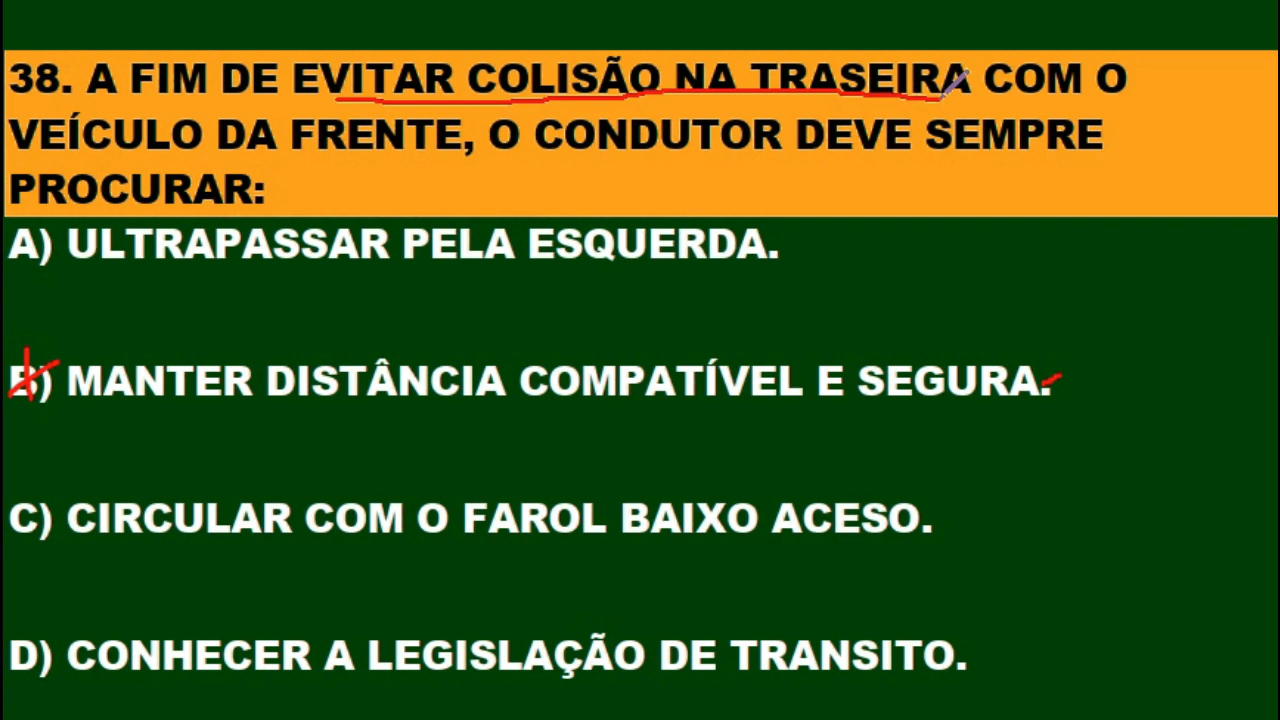 38. A FIM DE EVITAR COLISÃO NA TRASEIRA COM O
VEÍCULO DA FRENTE, O CONDUTOR DEVE SEMPRE
PROCURAR:
A) ULTRAPASSAR PELA ESQUERDA.
B) MANTER DISTÂNCIA COMPATÍVEL E SEGURA.
C) CIRCULAR COM O FAROL BAIXO ACESO.
D) CONHECER A LEGISLAÇÃO DE TRANSITO.